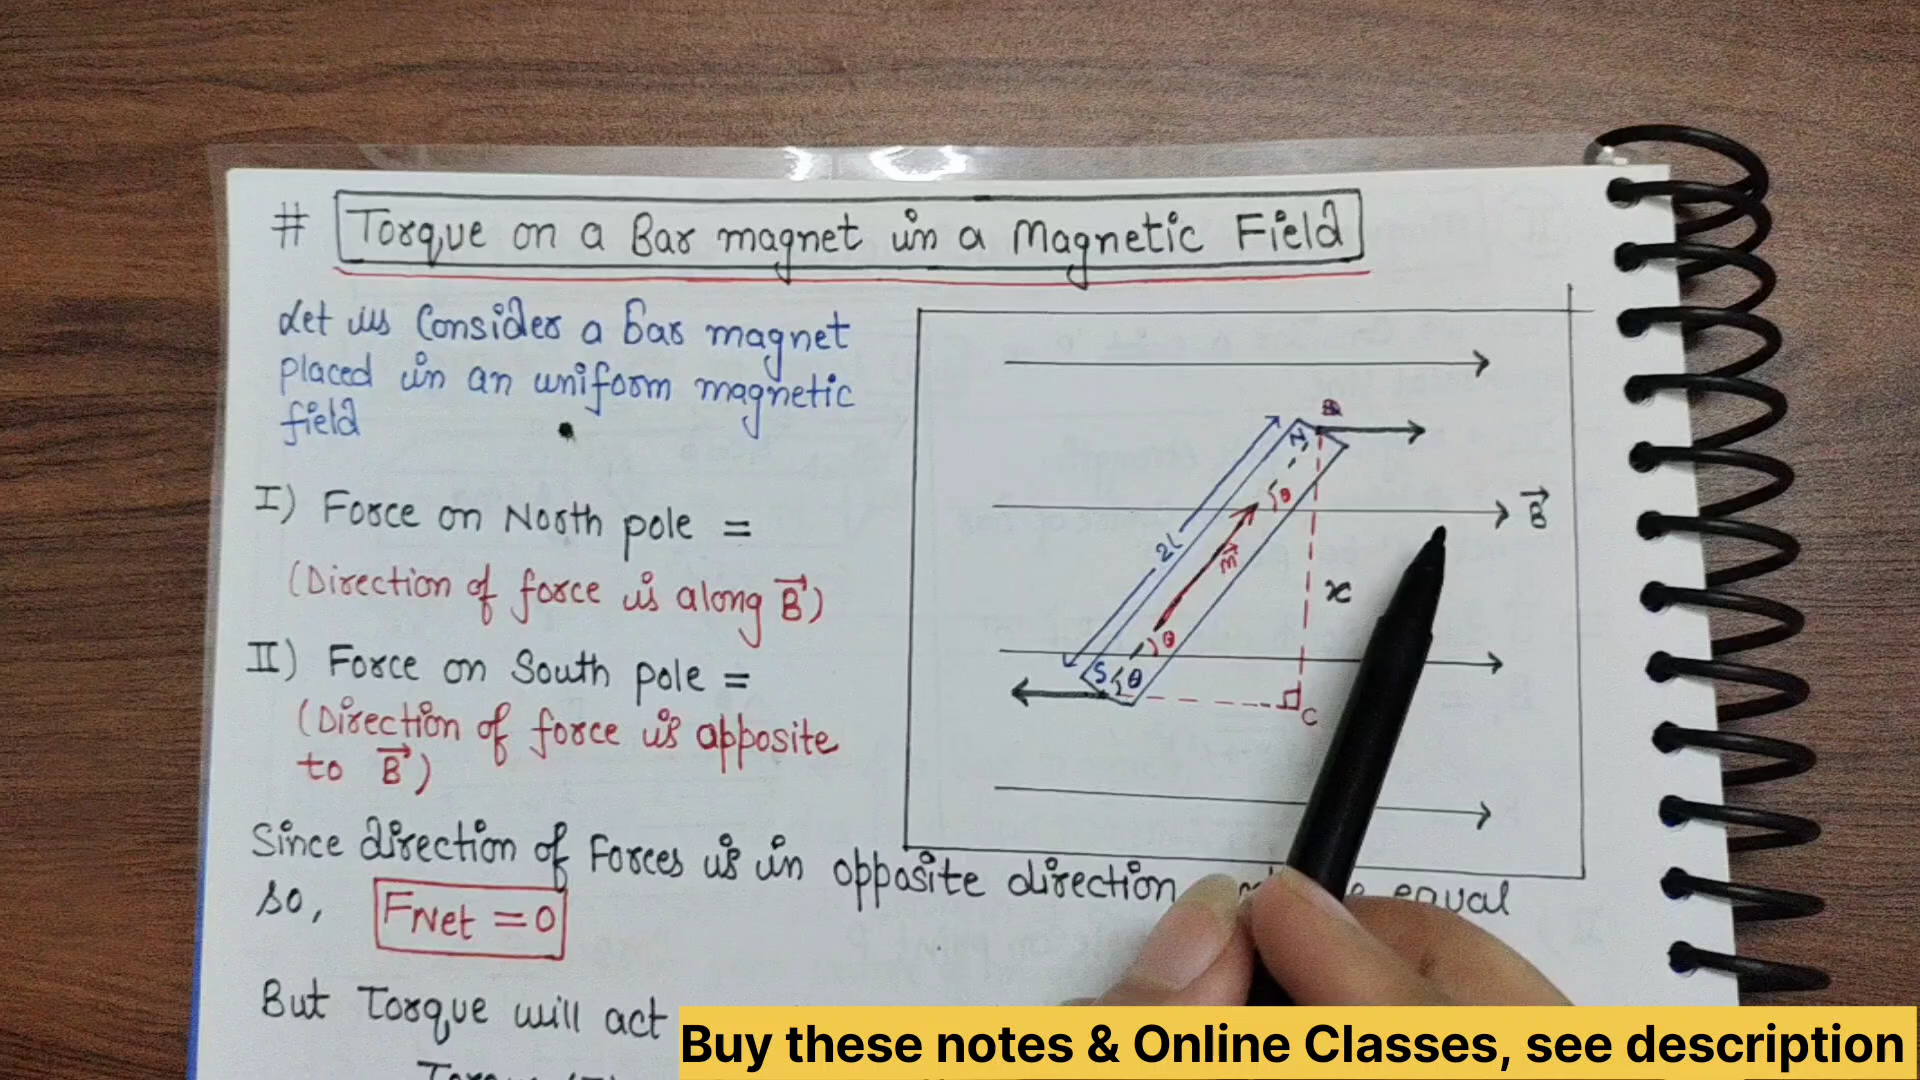 # Torque on a Bar magnet in a Magnetic Field
Let us Consider a bar magnet
placed in an uniform magnetic
field
I) Force on North pole =
(Direction of force is along B⃗)
II) Force on South pole =
(Direction of force is opposite
to B⃗)
Since direction of Forces is in opposite direction equal
so, FNet = 0
But Torque will act
N
θ
B⃗
2l
m⃗
x
θ
S θ
C
Buy these notes & Online Classes, see description